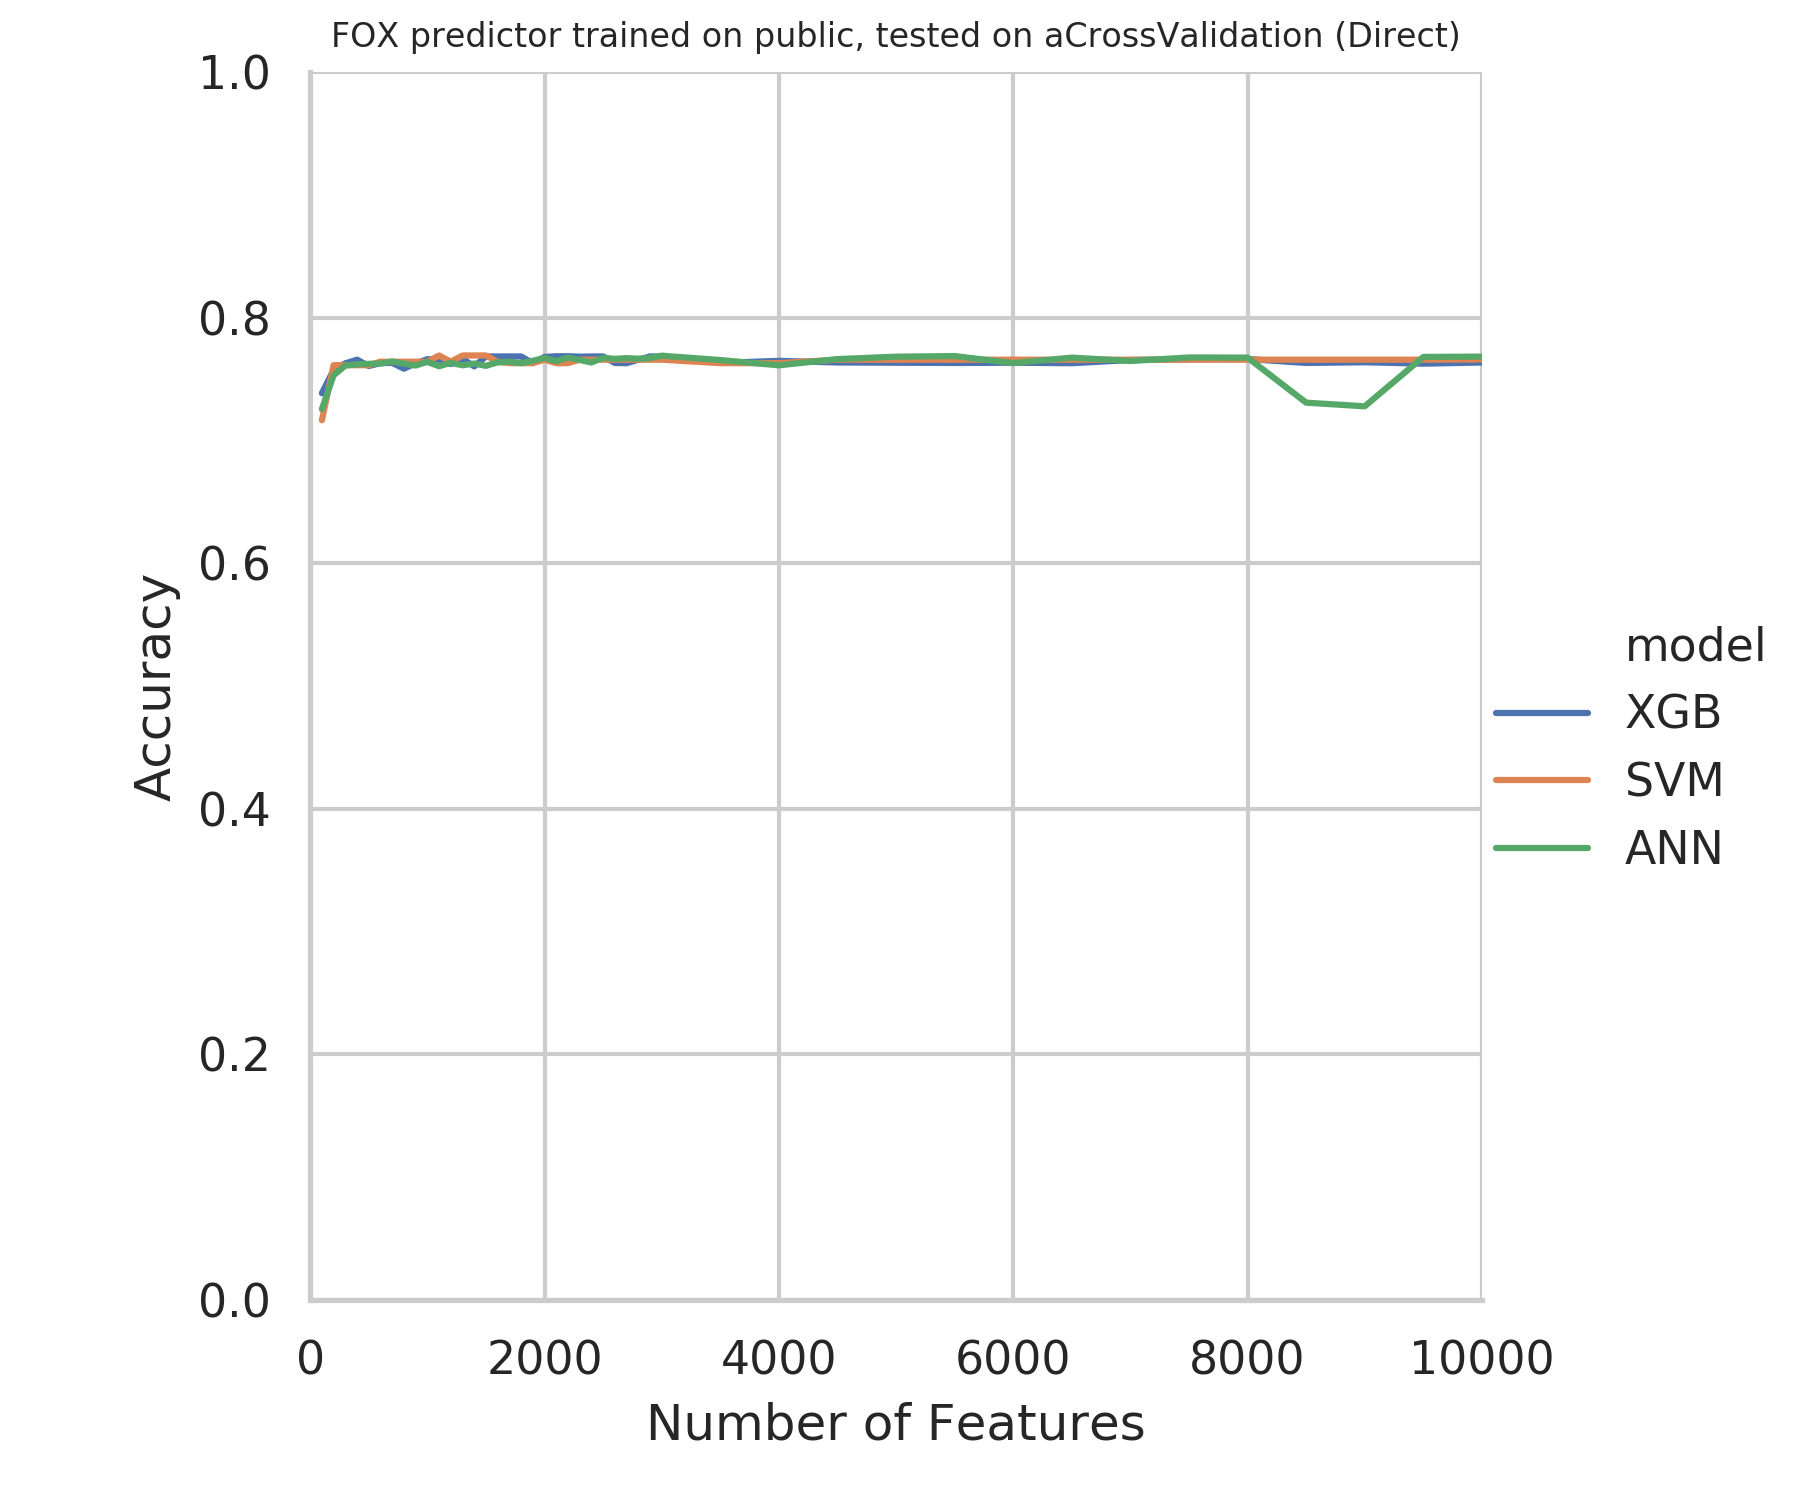 FOX predictor trained on public, tested on aCrossValidation (Direct)
1.0
0.8
0.6
0.4
0.2
0.0
Accuracy
0 2000 4000 6000 8000 10000
Number of Features
model
XGB
SVM
ANN